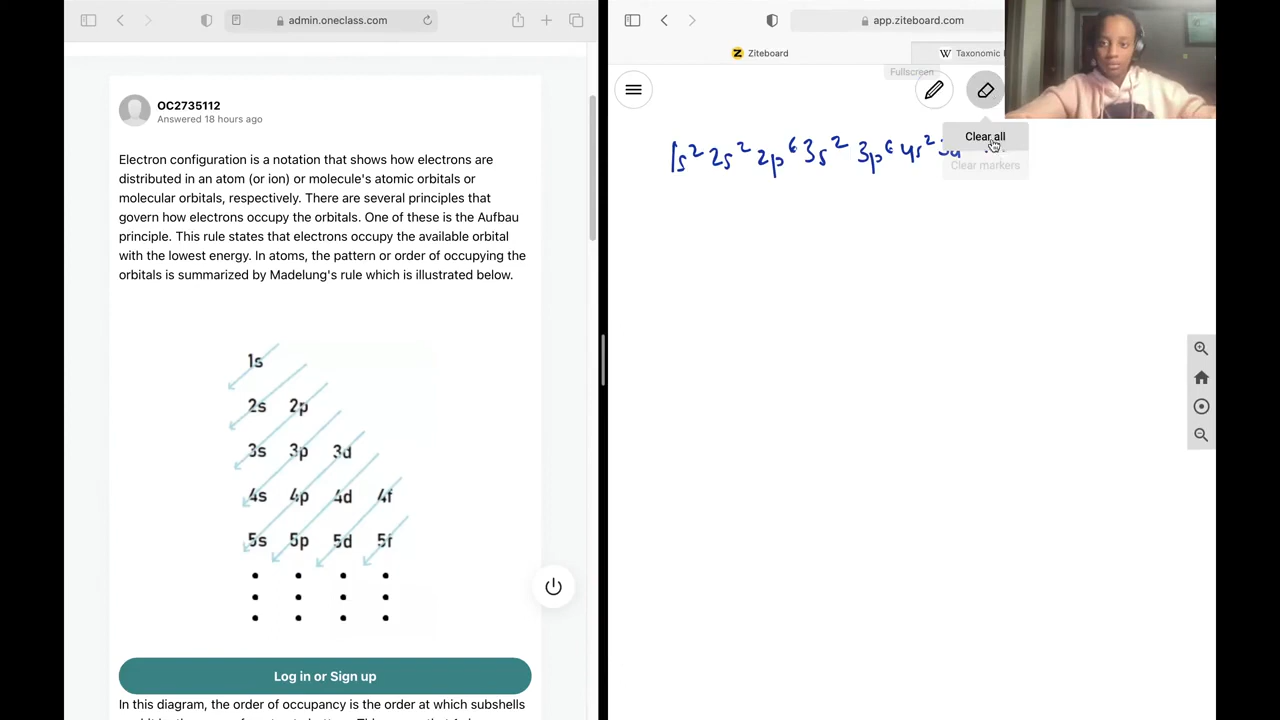 admin.oneclass.com
app.ziteboard.com
Ziteboard
W Taxonomic
Fullscreen
OC2735112
Answered 18 hours ago
Clear all
Clear markers
1s² 2s² 2p⁶ 3s² 3p⁶ 4s² 3d
Electron configuration is a notation that shows how electrons are
distributed in an atom (or ion) or molecule's atomic orbitals or
molecular orbitals, respectively. There are several principles that
govern how electrons occupy the orbitals. One of these is the Aufbau
principle. This rule states that electrons occupy the available orbital
with the lowest energy. In atoms, the pattern or order of occupying the
orbitals is summarized by Madelung's rule which is illustrated below.
1s
2s 2p
3s 3p 3d
4s 4p 4d 4f
5s 5p 5d 5f
Log in or Sign up
In this diagram, the order of occupancy is the order at which subshells